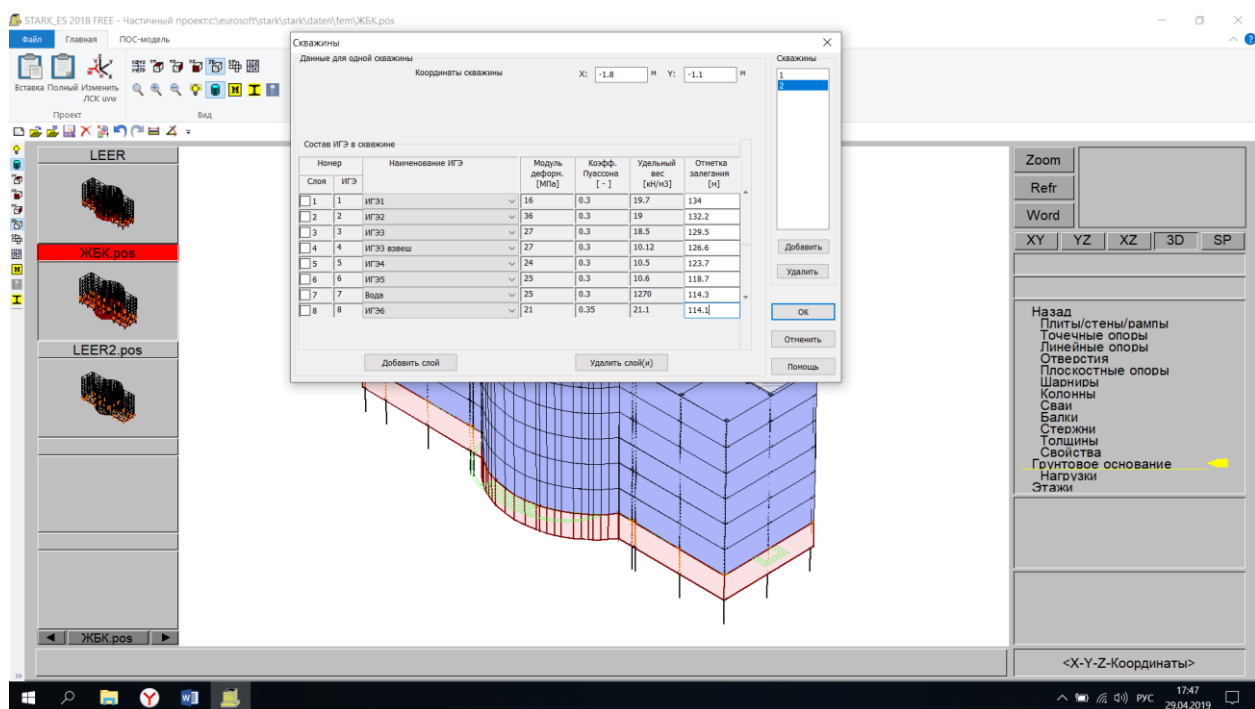 STARK_ES 2018 FREE - Частичный проект:c:\eurosoft\stark\stark\daten\fem\ЖБК.pos
Файл Главная ПОС-модель
Вставка Полный Изменить ЛСК uvw
Проект Вид
Скважины
Данные для одной скважины
Координаты скважины X: -1.8 м Y: -1.1 м
Скважины
1
2
Состав ИГЭ в скважине
Номер Наименование ИГЭ Модуль деформ. [МПа] Коэфф. Пуассона [ - ] Удельный вес [кН/м3] Отметка залегания [м]
Слоя ИГЭ
1 1 ИГЭ1 16 0.3 19.7 134
2 2 ИГЭ2 36 0.3 19 132.2
3 3 ИГЭ3 27 0.3 18.5 129.5
4 4 ИГЭ3 взвеш 27 0.3 10.12 126.6
5 5 ИГЭ4 24 0.3 10.5 123.7
6 6 ИГЭ5 25 0.3 10.6 118.7
7 7 Вода 25 0.3 1270 114.3
8 8 ИГЭ6 21 0.35 21.1 114.1
Добавить
Удалить
ОК
Отменить
Помощь
Добавить слой Удалить слой(и)
LEER
ЖБК.pos
LEER2.pos
ЖБК.pos
Zoom
Refr
Word
XY YZ XZ 3D SP
Назад
Плиты/стены/рампы
Точечные опоры
Линейные опоры
Отверстия
Плоскостные опоры
Шарниры
Колонны
Сваи
Балки
Стержни
Толщины
Свойства
Грунтовое основание
Нагрузки
Этажи
<X-Y-Z-Координаты>
РУС 17:47
29.04.2019